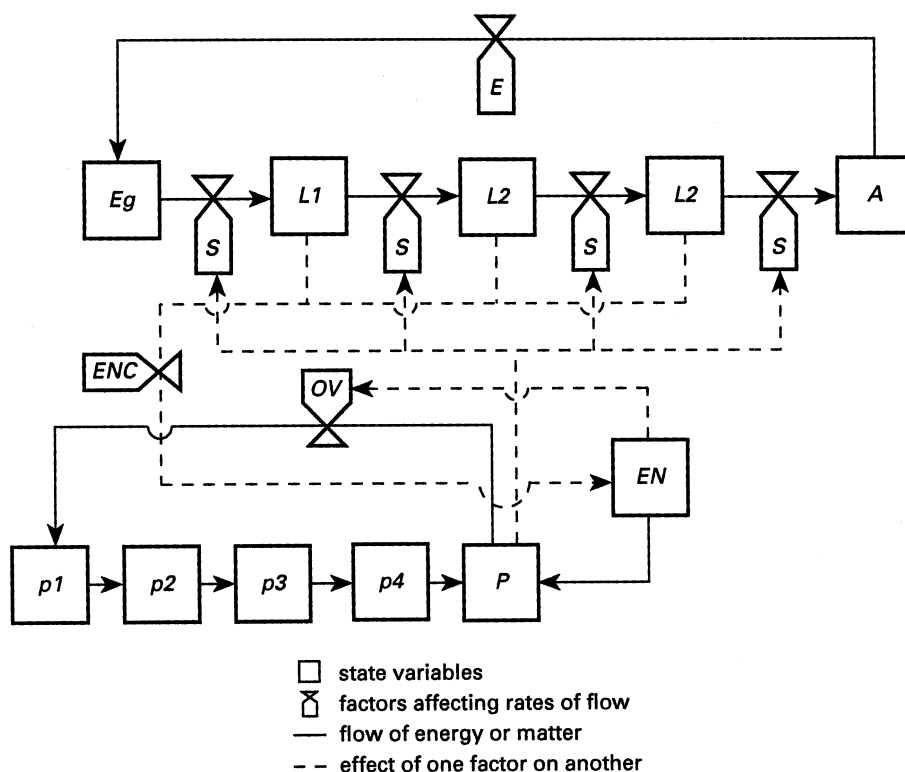 E
Eg
L1
L2
L2
A
S
S
S
S
ENC
OV
EN
p1
p2
p3
p4
P
state variables
factors affecting rates of flow
flow of energy or matter
effect of one factor on another